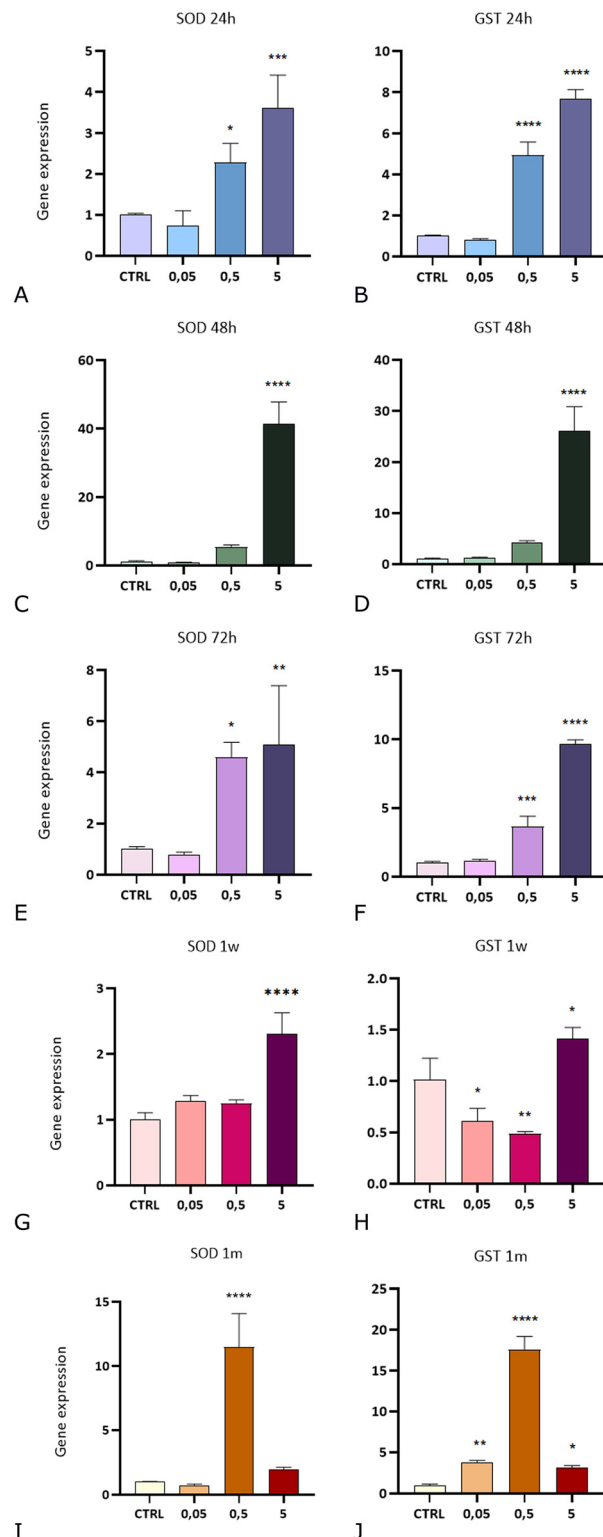 SOD 24h
Gene expression
5
4
3
2
1
0
*
***
CTRL 0,05 0,5 5
A
GST 24h
10
8
6
4
2
0
****
****
CTRL 0,05 0,5 5
B
SOD 48h
Gene expression
60
40
20
0
****
CTRL 0,05 0,5 5
C
GST 48h
40
30
20
10
0
****
CTRL 0,05 0,5 5
D
SOD 72h
Gene expression
8
6
4
2
0
*
**
CTRL 0,05 0,5 5
E
GST 72h
15
10
5
0
***
****
CTRL 0,05 0,5 5
F
SOD 1w
Gene expression
3
2
1
0
****
CTRL 0,05 0,5 5
G
GST 1w
2.0
1.5
1.0
0.5
0.0
*
**
*
CTRL 0,05 0,5 5
H
SOD 1m
Gene expression
15
10
5
0
****
CTRL 0,05 0,5 5
I
GST 1m
25
20
15
10
5
0
**
****
*
CTRL 0,05 0,5 5
J